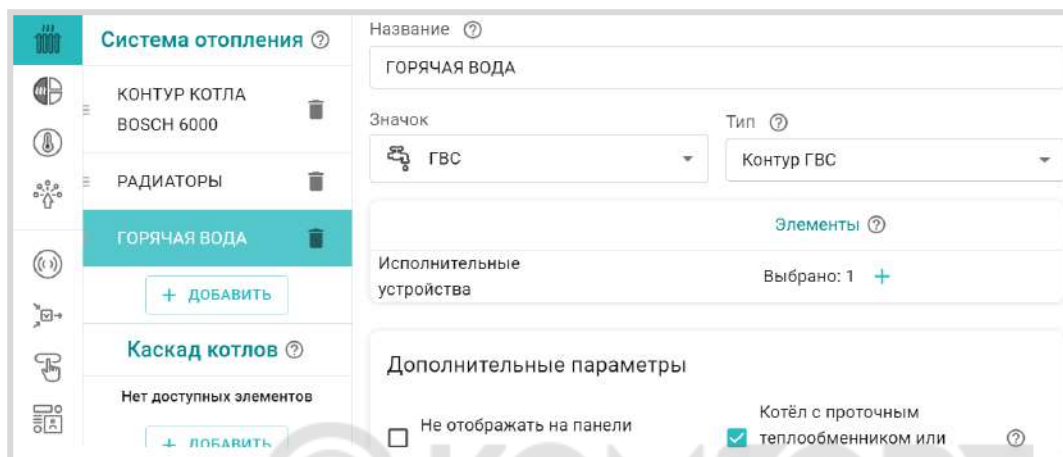 Система отопления
КОНТУР КОТЛА
BOSCH 6000
РАДИАТОРЫ
ГОРЯЧАЯ ВОДА
+ ДОБАВИТЬ
Каскад котлов
Нет доступных элементов
+ ДОБАВИТЬ
Название
ГОРЯЧАЯ ВОДА
Значок
ГВС
Тип
Контур ГВС
Элементы
Исполнительные
устройства
Выбрано: 1 +
Дополнительные параметры
Не отображать на панели
Котёл с проточным
теплообменником или